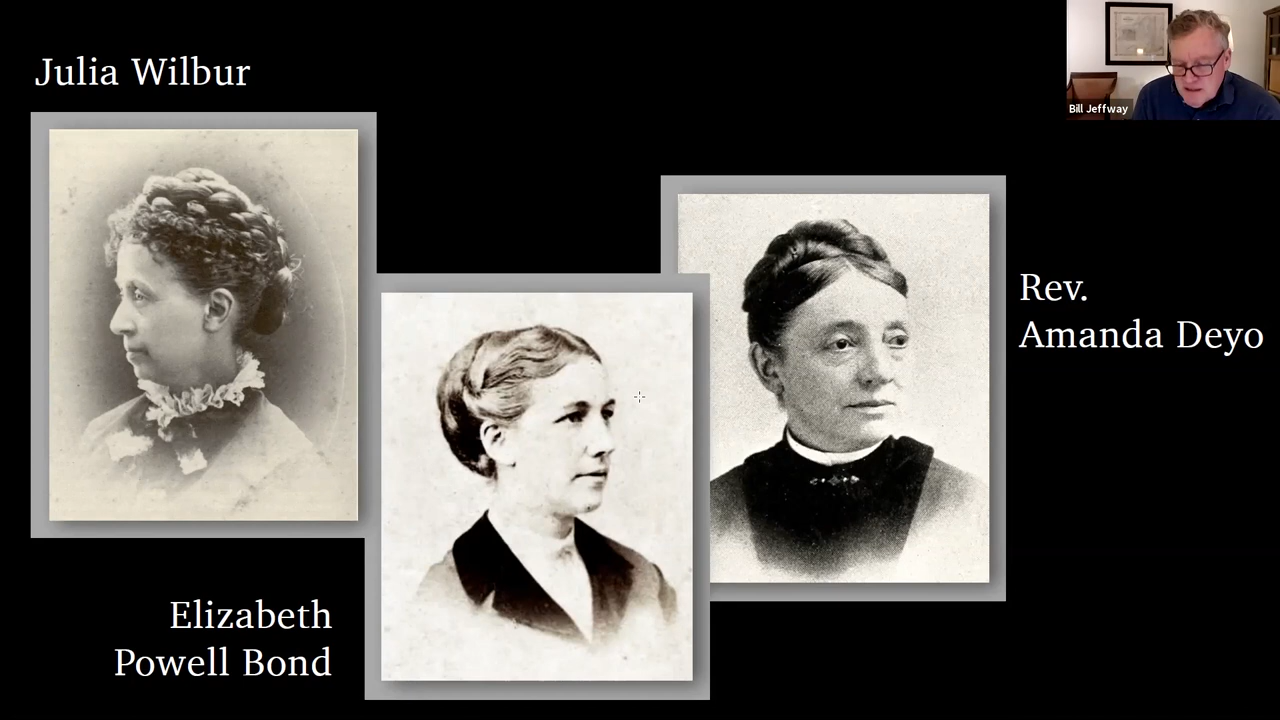 Julia Wilbur
Bill Jeffway
Rev.
Amanda Deyo
Elizabeth
Powell Bond